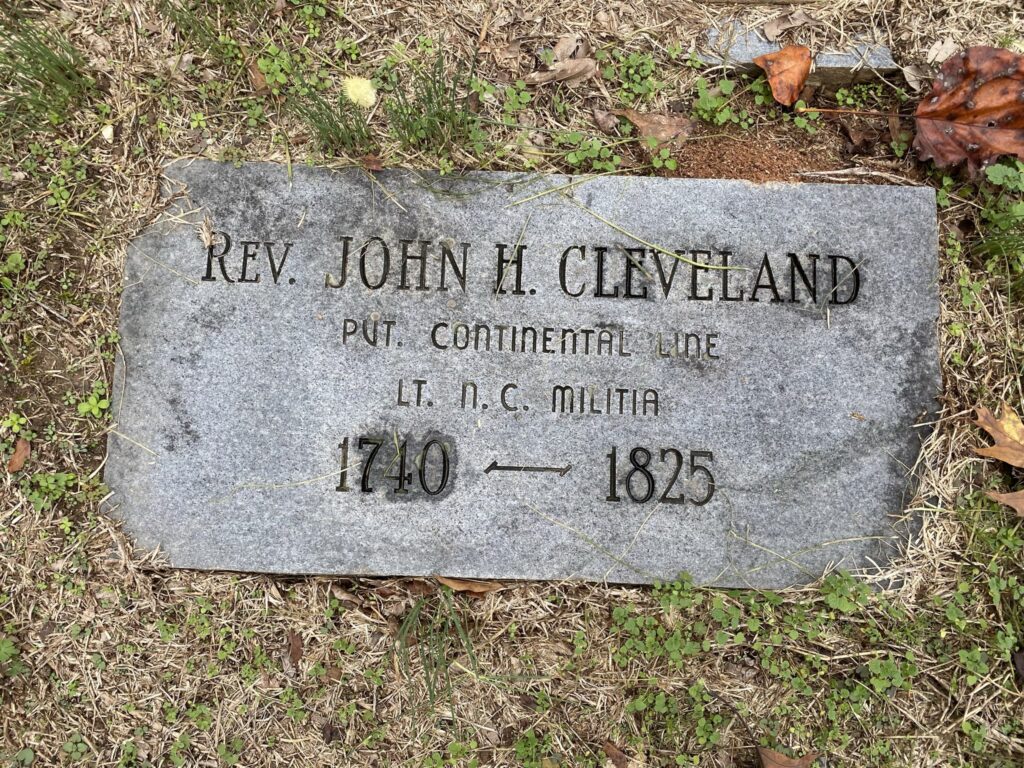 Rev. John H. Cleveland
Pvt. Continental Line
Lt. N.C. Militia
1740 — 1825